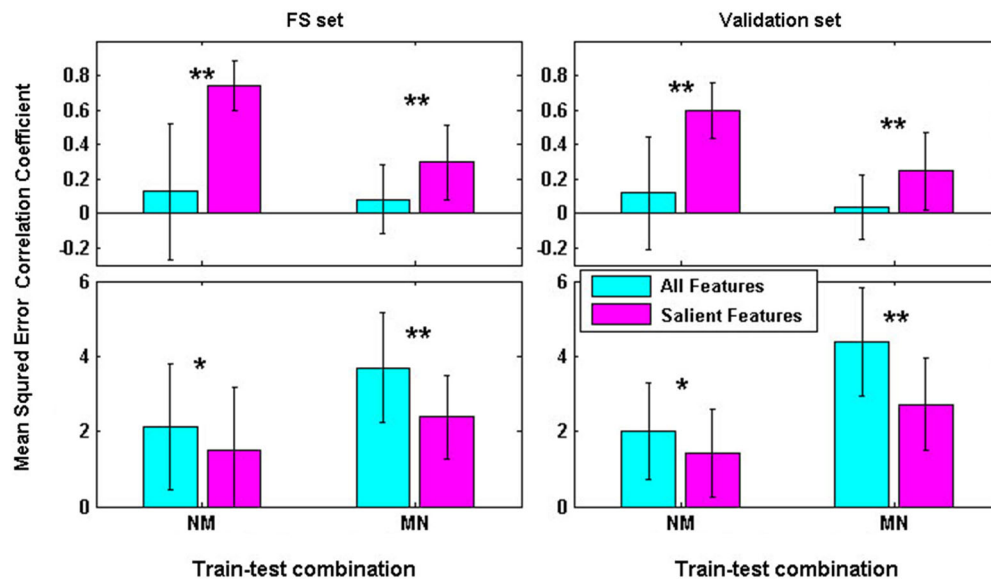 FS set
Validation set
Correlation Coefficient
0.8
0.6
0.4
0.2
0
-0.2
**
**
0.8
0.6
0.4
0.2
0
-0.2
**
**
Mean Squred Error
6
4
2
0
*
**
NM
MN
6
4
2
0
All Features
Salient Features
*
**
NM
MN
Train-test combination
Train-test combination